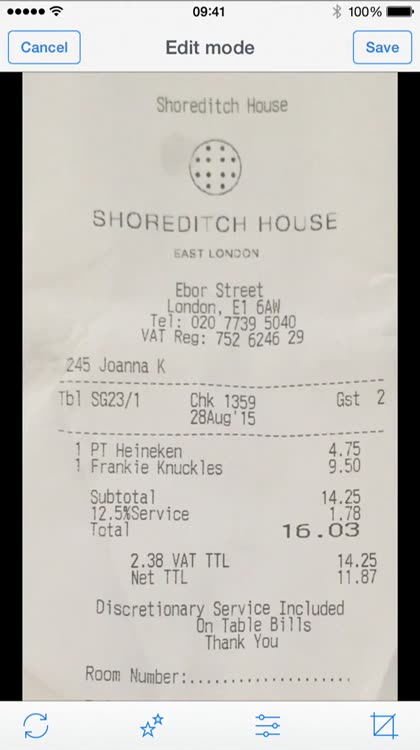 09:41
100%
Cancel
Edit mode
Save
Shoreditch House
SHOREDITCH HOUSE
EAST LONDON
Ebor Street
London, E1 6AW
Tel: 020 7739 5040
VAT Reg: 752 6246 29
245 Joanna K
Tbl SG23/1 Chk 1359 Gst 2
28Aug'15
1 PT Heineken 4.75
1 Frankie Knuckles 9.50
Subtotal 14.25
12.5%Service 1.78
Total 16.03
2.38 VAT TTL 14.25
Net TTL 11.87
Discretionary Service Included
On Table Bills
Thank You
Room Number:....................